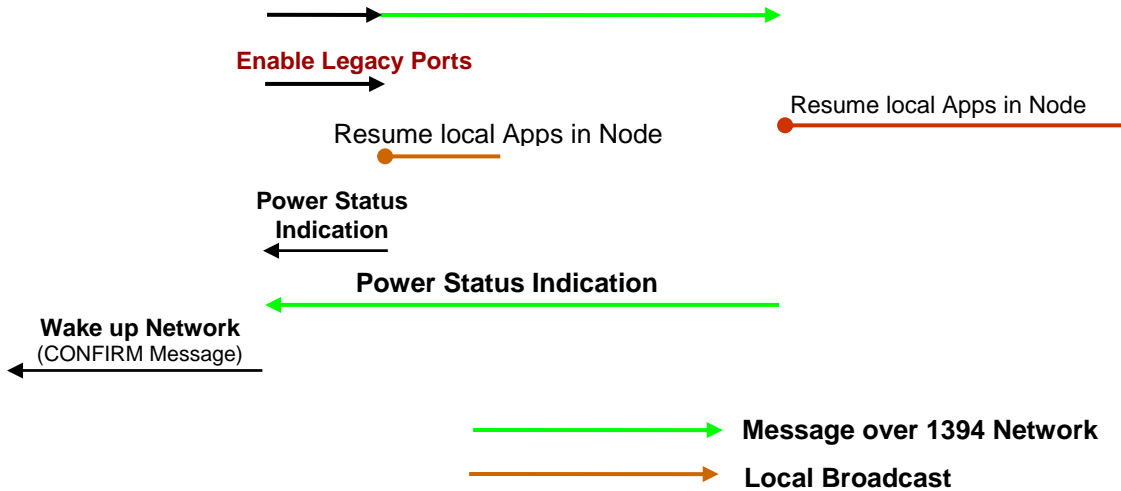 Enable Legacy Ports
Resume local Apps in Node
Resume local Apps in Node
Power Status
Indication
Power Status Indication
Wake up Network
(CONFIRM Message)
Message over 1394 Network
Local Broadcast